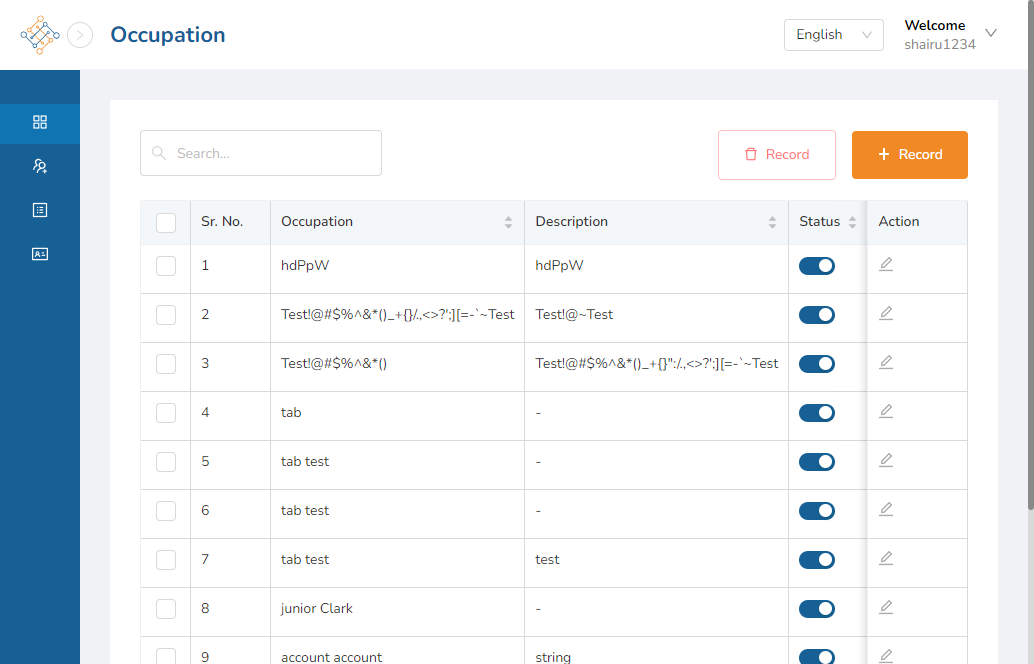 Occupation
English
Welcome
shairu1234
Search...
Record
+ Record
Sr. No. Occupation Description Status Action
1 hdPpW hdPpW
2 Test!@#$%^&*()_+{}/.,<>?';][=-`~Test Test!@~Test
3 Test!@#$%^&*() Test!@#$%^&*()_+{}":/.,<>?';][=-`~Test
4 tab -
5 tab test -
6 tab test -
7 tab test test
8 junior Clark -
9 account account string